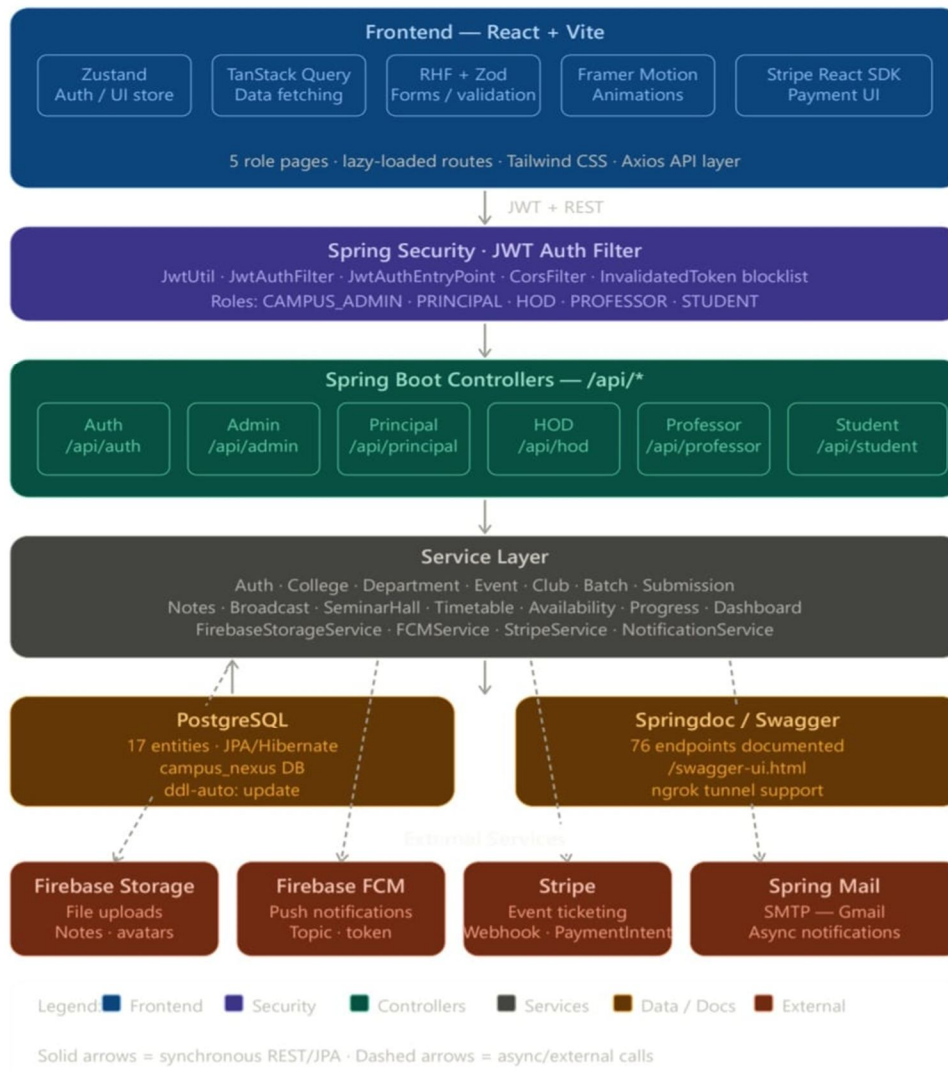 Frontend — React + Vite
Zustand
Auth / UI store
TanStack Query
Data fetching
RHF + Zod
Forms / validation
Framer Motion
Animations
Stripe React SDK
Payment UI
5 role pages · lazy-loaded routes · Tailwind CSS · Axios API layer
JWT + REST
Spring Security · JWT Auth Filter
JwtUtil · JwtAuthFilter · JwtAuthEntryPoint · CorsFilter · InvalidatedToken blocklist
Roles: CAMPUS_ADMIN · PRINCIPAL · HOD · PROFESSOR · STUDENT
Spring Boot Controllers — /api/*
Auth
/api/auth
Admin
/api/admin
Principal
/api/principal
HOD
/api/hod
Professor
/api/professor
Student
/api/student
Service Layer
Auth · College · Department · Event · Club · Batch · Submission
Notes · Broadcast · SeminarHall · Timetable · Availability · Progress · Dashboard
FirebaseStorageService · FCMService · StripeService · NotificationService
PostgreSQL
17 entities · JPA/Hibernate
campus_nexus DB
ddl-auto: update
Springdoc / Swagger
76 endpoints documented
/swagger-ui.html
ngrok tunnel support
External Services
Firebase Storage
File uploads
Notes · avatars
Firebase FCM
Push notifications
Topic · token
Stripe
Event ticketing
Webhook · PaymentIntent
Spring Mail
SMTP — Gmail
Async notifications
Legend: Frontend Security Controllers Services Data / Docs External
Solid arrows = synchronous REST/JPA · Dashed arrows = async/external calls